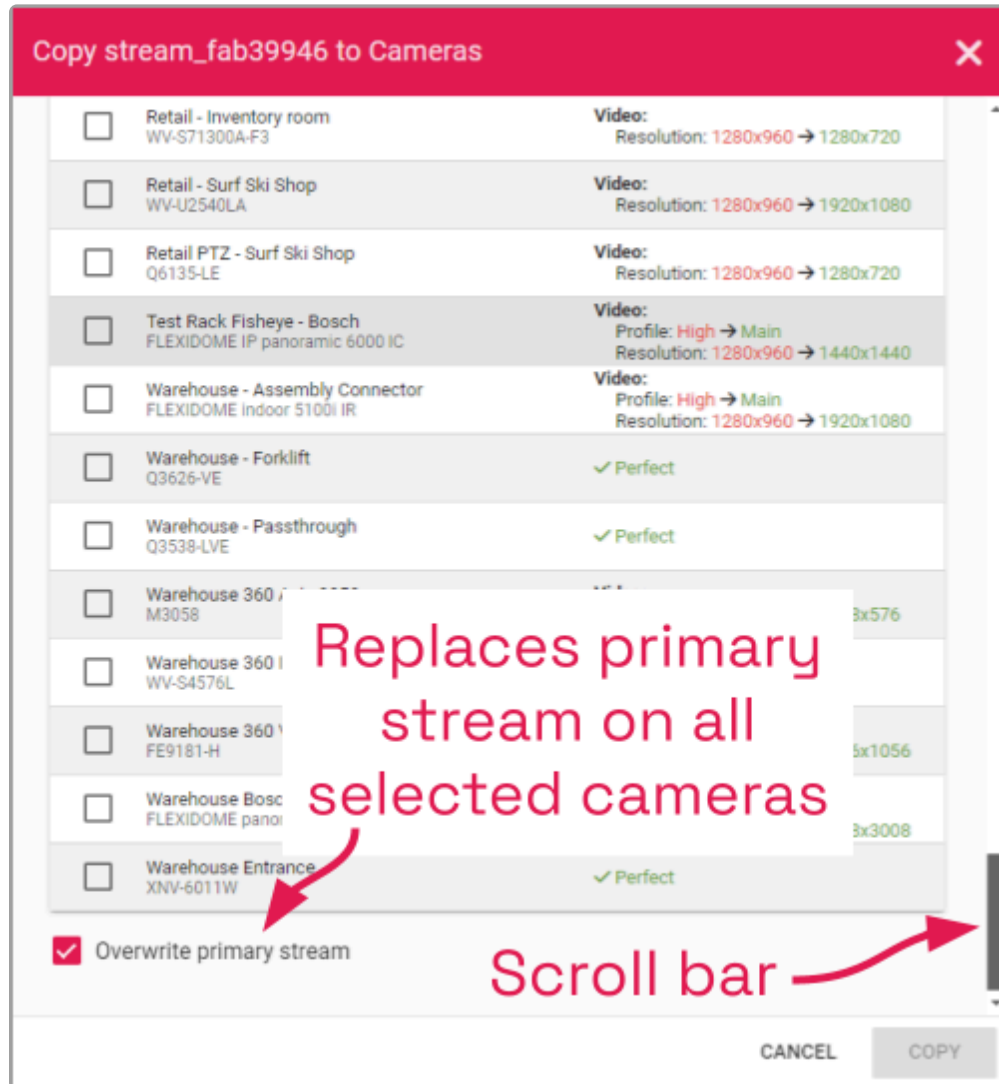 Copy stream_fab39946 to Cameras
Retail - Inventory room
WV-S71300A-F3
Video:
Resolution: 1280x960 → 1280x720
Retail - Surf Ski Shop
WV-U2540LA
Video:
Resolution: 1280x960 → 1920x1080
Retail PTZ - Surf Ski Shop
Q6135-LE
Video:
Resolution: 1280x960 → 1280x720
Test Rack Fisheye - Bosch
FLEXIDOME IP panoramic 6000 IC
Video:
Profile: High → Main
Resolution: 1280x960 → 1440x1440
Warehouse - Assembly Connector
FLEXIDOME indoor 5100i IR
Video:
Profile: High → Main
Resolution: 1280x960 → 1920x1080
Warehouse - Forklift
Q3626-VE
✓ Perfect
Warehouse - Passthrough
Q3538-LVE
✓ Perfect
Warehouse 360
M3058
8x576
Warehouse 360
WV-S4576L
Warehouse 360
FE9181-H
6x1056
Warehouse Bosc
FLEXIDOME pano
8x3008
Warehouse Entrance
XNV-6011W
✓ Perfect
Replaces primary
stream on all
selected cameras
Overwrite primary stream
Scroll bar
CANCEL
COPY